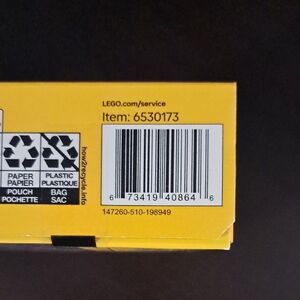 LEGO.com/service
Item: 6530173
6 73419 40864 6
147260-510-198949
PAPER
PAPIER
POUCH
POCHETTE
PLASTIC
PLASTIQUE
BAG
SAC
how2recycle.info